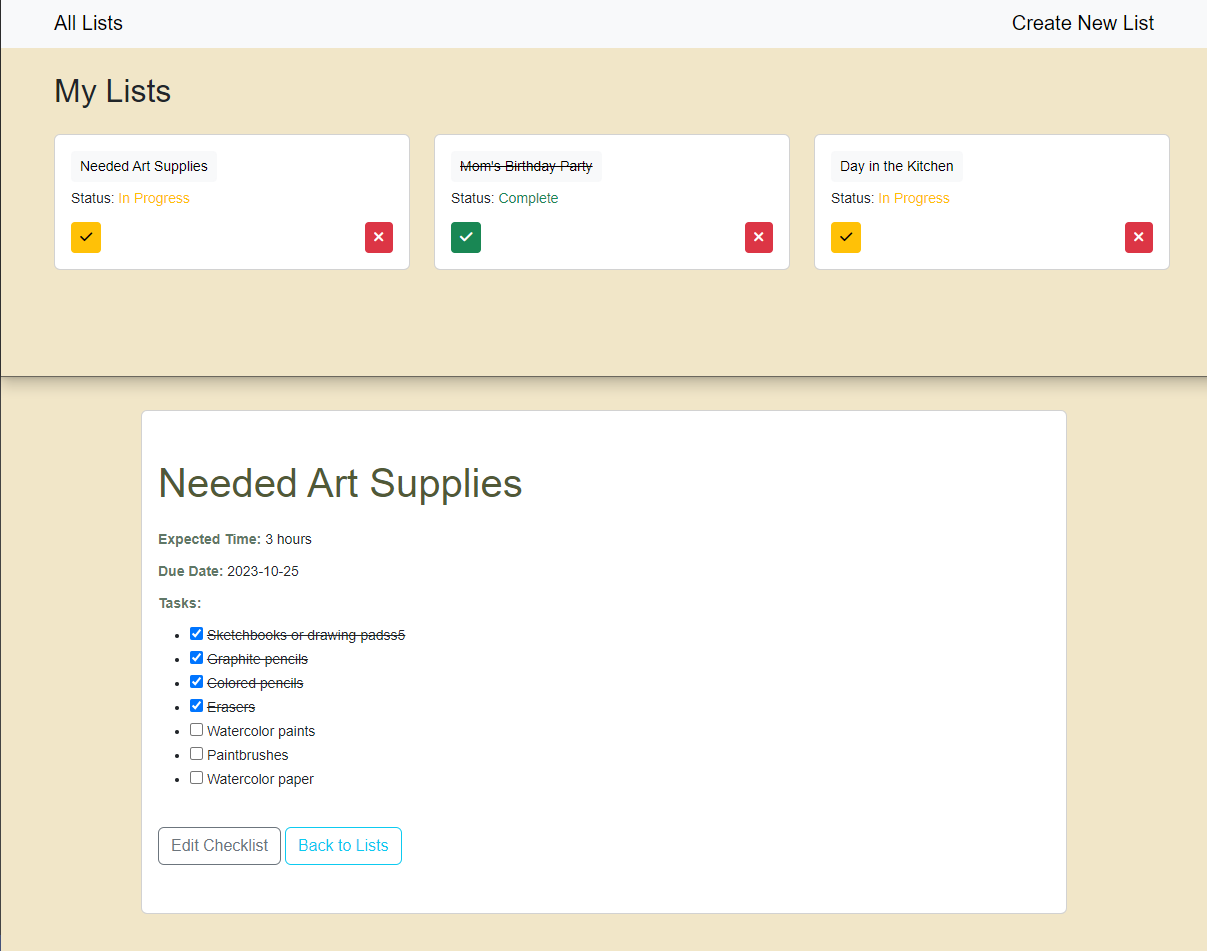 All Lists Create New List
My Lists
Needed Art Supplies Mom's Birthday Party Day in the Kitchen
Status: In Progress Status: Complete Status: In Progress
Needed Art Supplies
Expected Time: 3 hours
Due Date: 2023-10-25
Tasks:
Sketchbooks or drawing padss5
Graphite pencils
Colored pencils
Erasers
Watercolor paints
Paintbrushes
Watercolor paper
Edit Checklist Back to Lists